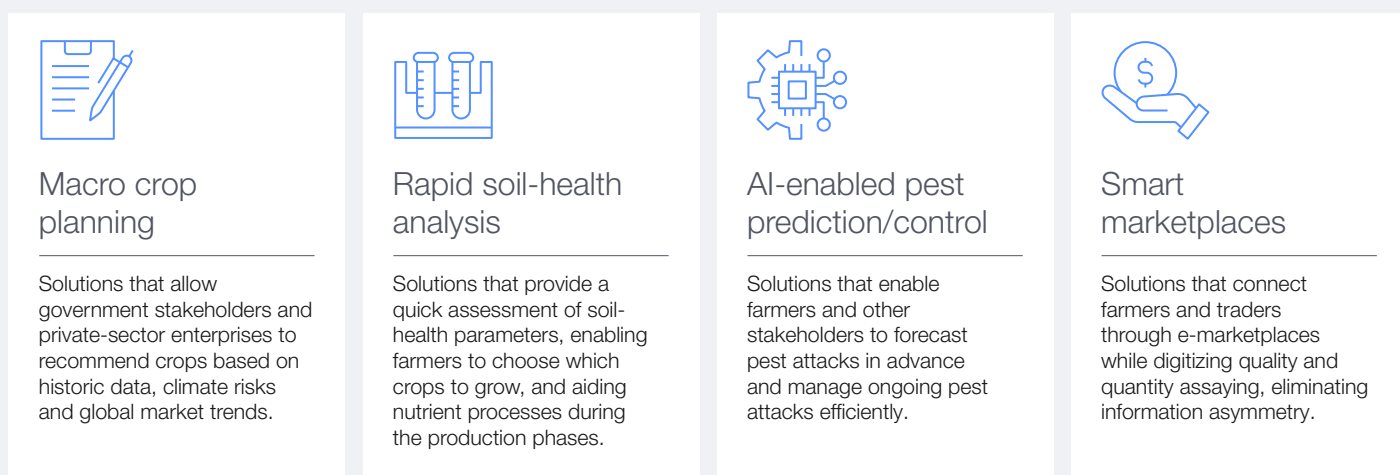 $
Macro crop
planning
Solutions that allow
government stakeholders and
private-sector enterprises to
recommend crops based on
historic data, climate risks
and global market trends.
Rapid soil-health
analysis
Solutions that provide a
quick assessment of soil-
health parameters, enabling
farmers to choose which
crops to grow, and aiding
nutrient processes during
the production phases.
AI-enabled pest
prediction/control
Solutions that enable
farmers and other
stakeholders to forecast
pest attacks in advance
and manage ongoing pest
attacks efficiently.
Smart
marketplaces
Solutions that connect
farmers and traders
through e-marketplaces
while digitizing quality and
quantity assaying, eliminating
information asymmetry.